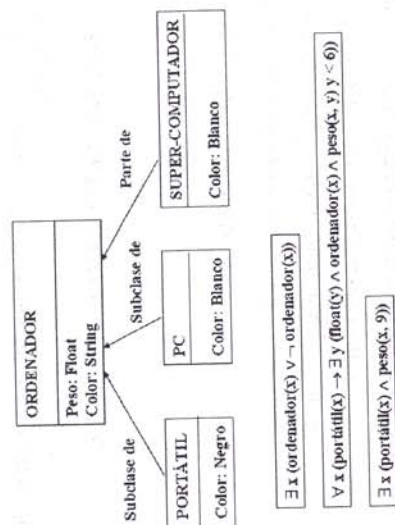 ORDENADOR
Peso: Float
Color: String
Subclase de
Subclase de
Parte de
PORTÁTIL
Color: Negro
PC
Color: Blanco
SUPER-COMPUTADOR
Color: Blanco
∃ x (ordenador(x) ∨ ¬ ordenador(x))
∀ x (portátil(x) → ∃ y (float(y) ∧ ordenador(x) ∧ peso(x, y) y < 6))
∃ x (portátil(x) ∧ peso(x, 9))